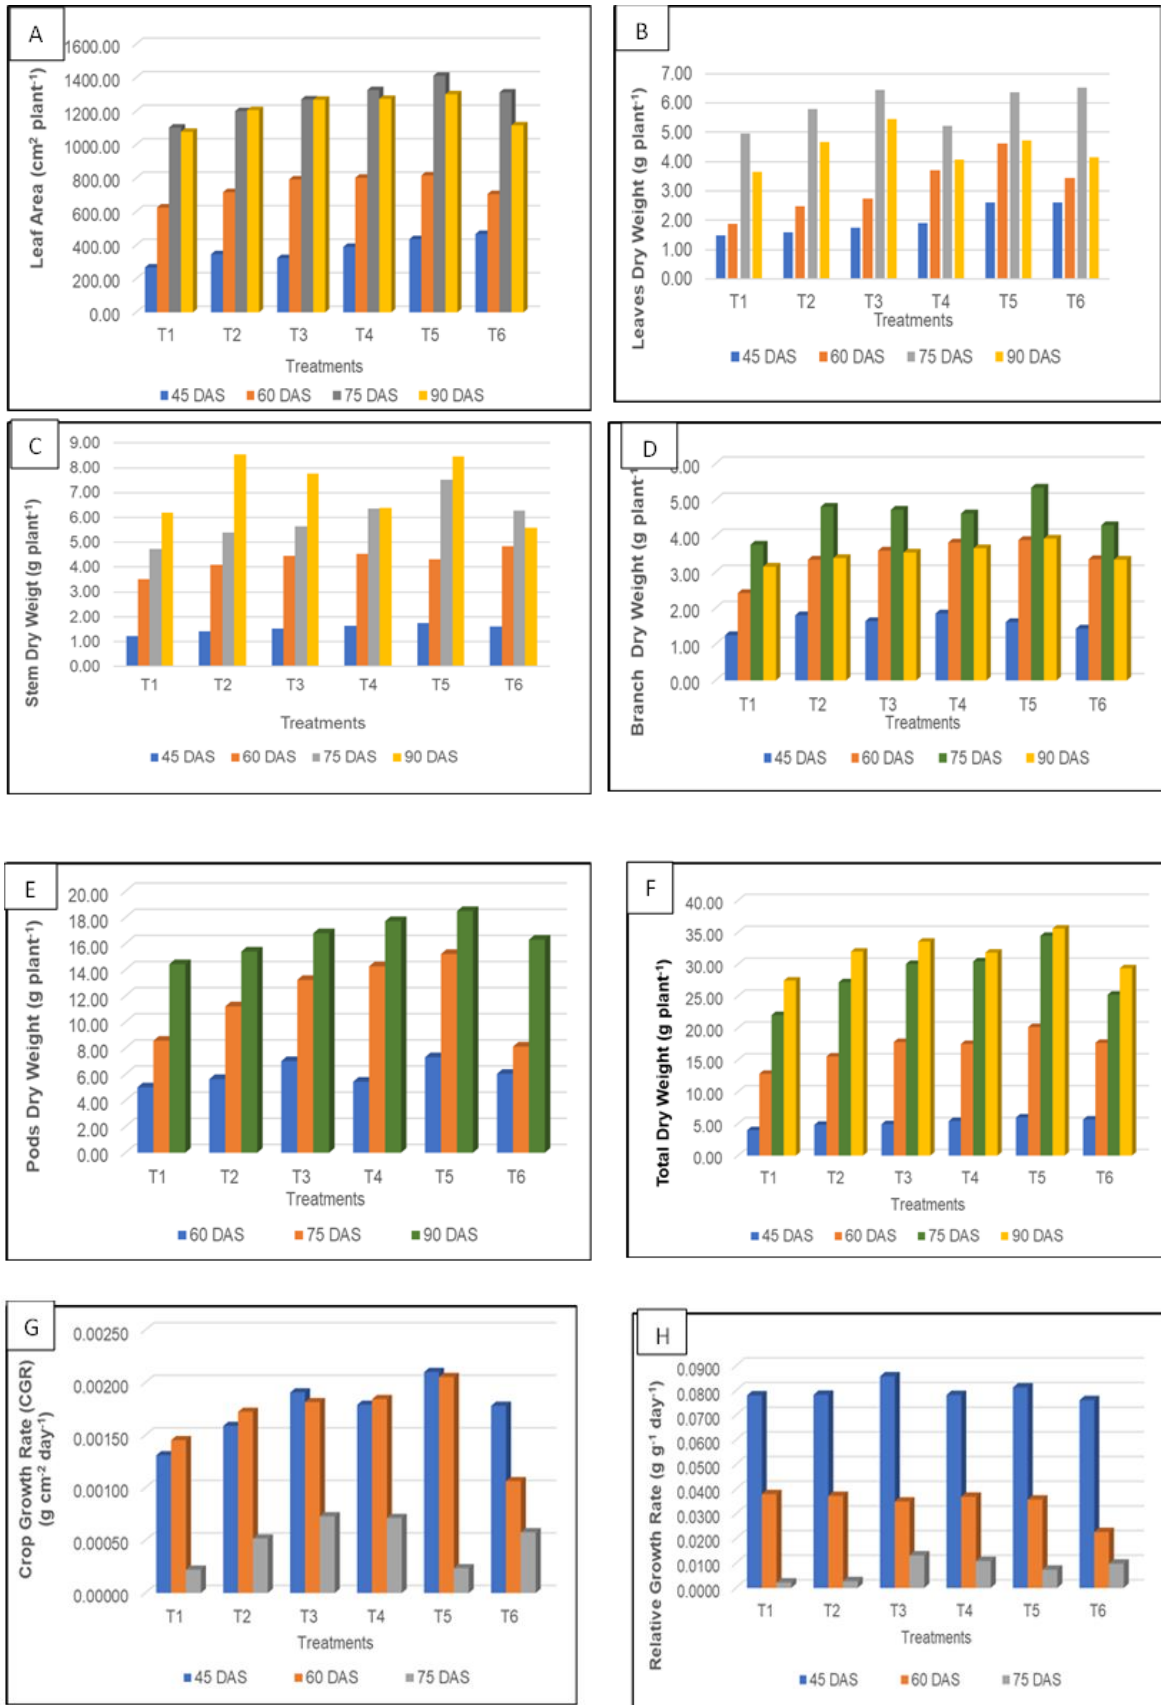 A
Leaf Area (cm² plant⁻¹)
1600.00
1400.00
1200.00
1000.00
800.00
600.00
400.00
200.00
0.00
T1 T2 T3 T4 T5 T6
Treatments
45 DAS 60 DAS 75 DAS 90 DAS
B
Leaves Dry Weight (g plant⁻¹)
7.00
6.00
5.00
4.00
3.00
2.00
1.00
0.00
T1 T2 T3 T4 T5 T6
Treatments
45 DAS 60 DAS 75 DAS 90 DAS
C
Stem Dry Weigt (g plant⁻¹)
9.00
8.00
7.00
6.00
5.00
4.00
3.00
2.00
1.00
0.00
T1 T2 T3 T4 T5 T6
Treatments
45 DAS 60 DAS 75 DAS 90 DAS
D
Branch Dry Weight (g plant⁻¹
6.00
5.00
4.00
3.00
2.00
1.00
0.00
T1 T2 T3 T4 T5 T6
Treatments
45 DAS 60 DAS 75 DAS 90 DAS
E
Pods Dry Weight (g plant⁻¹)
20.00
18.00
16.00
14.00
12.00
10.00
8.00
6.00
4.00
2.00
0.00
T1 T2 T3 T4 T5 T6
Treatments
60 DAS 75 DAS 90 DAS
F
Total Dry Weight (g plant⁻¹)
40.00
35.00
30.00
25.00
20.00
15.00
10.00
5.00
0.00
T1 T2 T3 T4 T5 T6
Treatments
45 DAS 60 DAS 75 DAS 90 DAS
G
Crop Growth Rate (CGR)
(g cm⁻² day⁻¹)
0.00250
0.00200
0.00150
0.00100
0.00050
0.00000
T1 T2 T3 T4 T5 T6
Treatments
45 DAS 60 DAS 75 DAS
H
Relative Growth Rate (g g⁻¹ day⁻¹)
0.0900
0.0800
0.0700
0.0600
0.0500
0.0400
0.0300
0.0200
0.0100
0.0000
T1 T2 T3 T4 T5 T6
Treatments
45 DAS 60 DAS 75 DAS